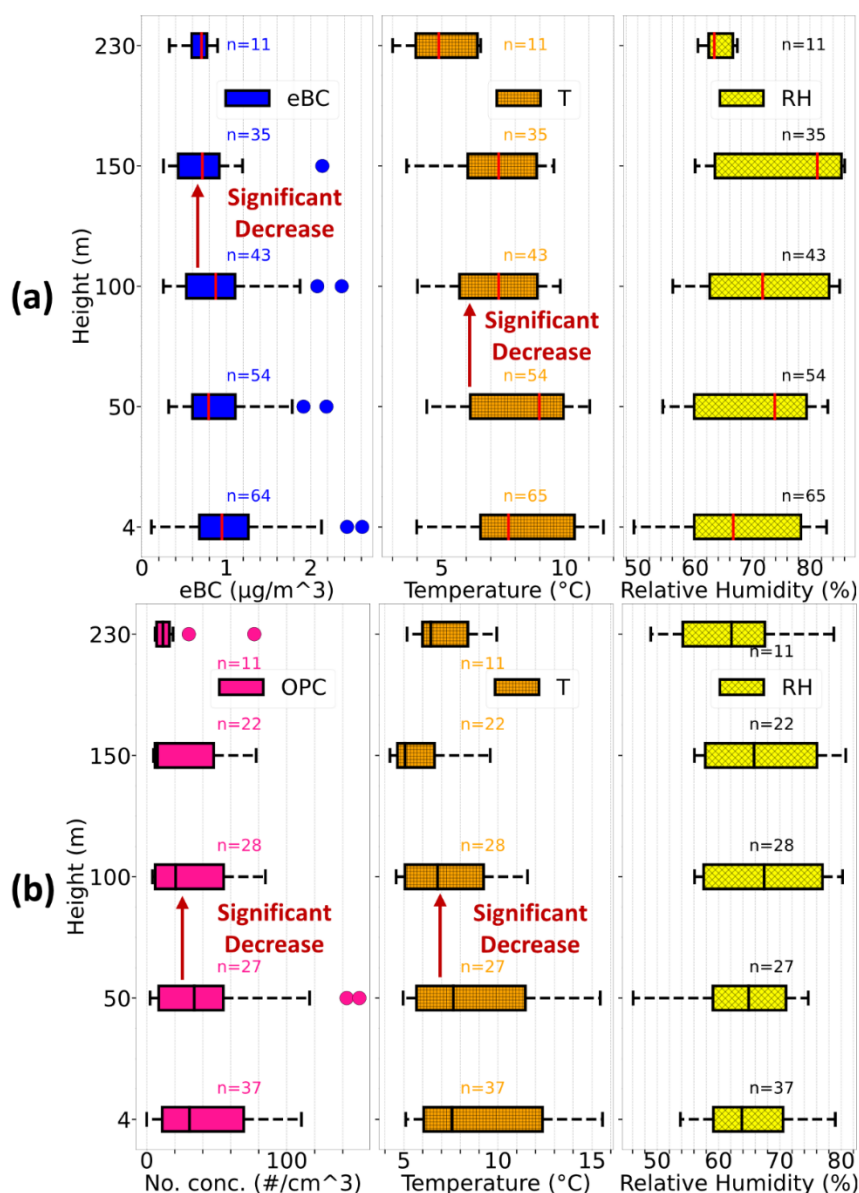 (a)
Height (m)
230
150
100
50
4
n=11
eBC
n=35
Significant
Decrease
n=43
n=54
n=64
0 1 2
eBC (μg/m^3)
n=11
T
n=35
n=43
Significant
Decrease
n=54
n=65
5 10
Temperature (°C)
n=11
RH
n=35
n=43
n=54
n=65
50 60 70 80
Relative Humidity (%)
(b)
Height (m)
230
150
100
50
4
n=11
OPC
n=22
n=28
Significant
Decrease
n=27
n=37
0 100
No. conc. (#/cm^3)
n=11
T
n=22
n=28
Significant
Decrease
n=27
n=37
5 10 15
Temperature (°C)
n=11
RH
n=22
n=28
n=27
n=37
50 60 70 80
Relative Humidity (%)